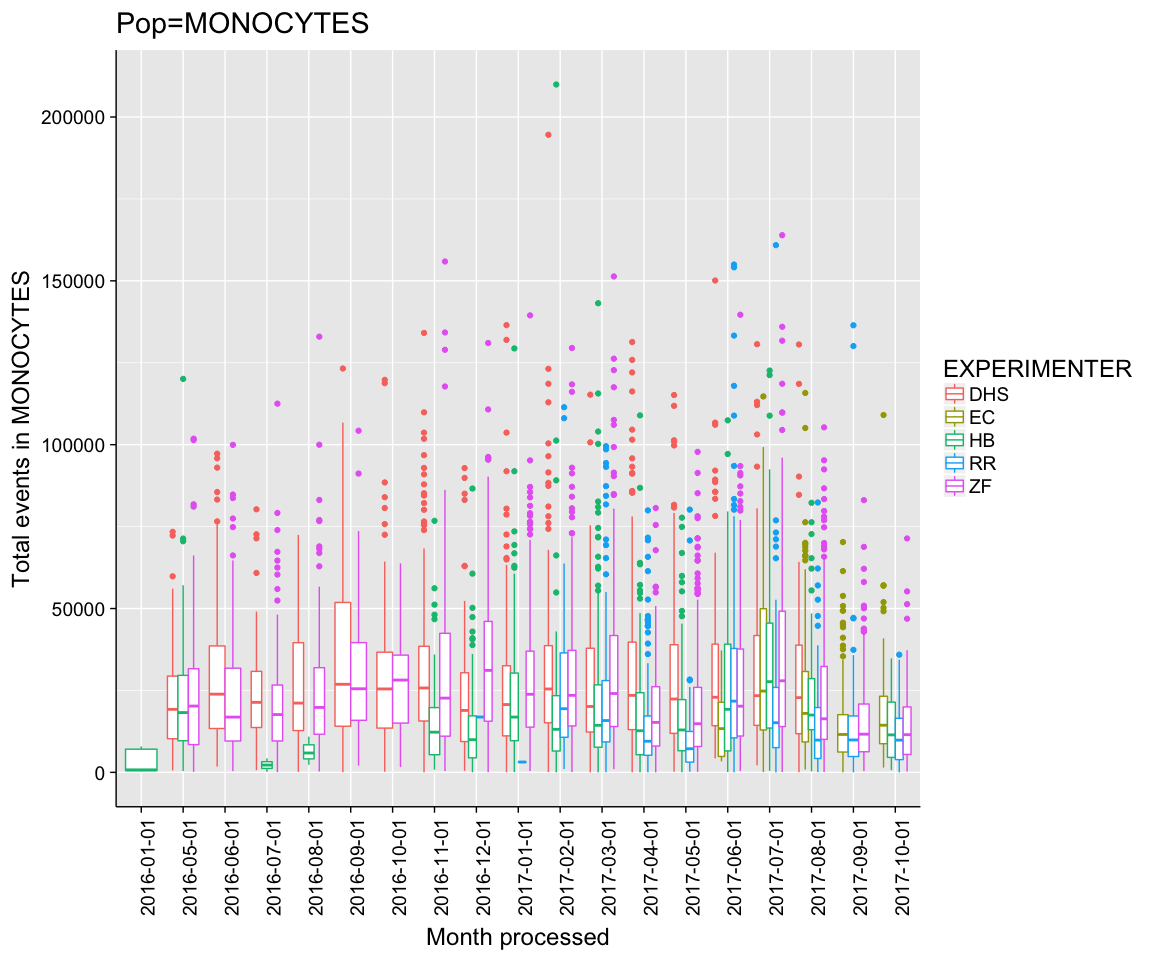 Pop=MONOCYTES
Total events in MONOCYTES
200000
150000
100000
50000
0
2016-01-01
2016-05-01
2016-06-01
2016-07-01
2016-08-01
2016-09-01
2016-10-01
2016-11-01
2016-12-01
2017-01-01
2017-02-01
2017-03-01
2017-04-01
2017-05-01
2017-06-01
2017-07-01
2017-08-01
2017-09-01
2017-10-01
Month processed
EXPERIMENTER
DHS
EC
HB
RR
ZF